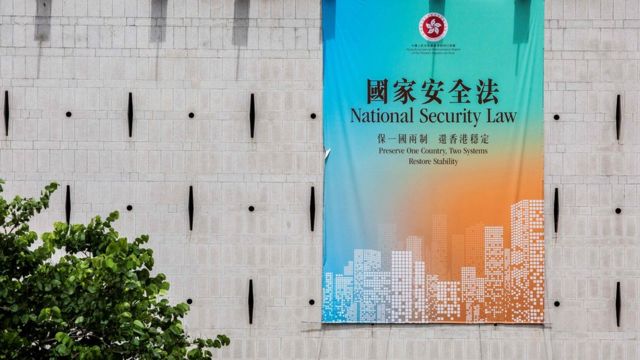 國家安全法
National Security Law
保一國兩制 還香港穩定
Preserve One Country, Two Systems
Restore Stability